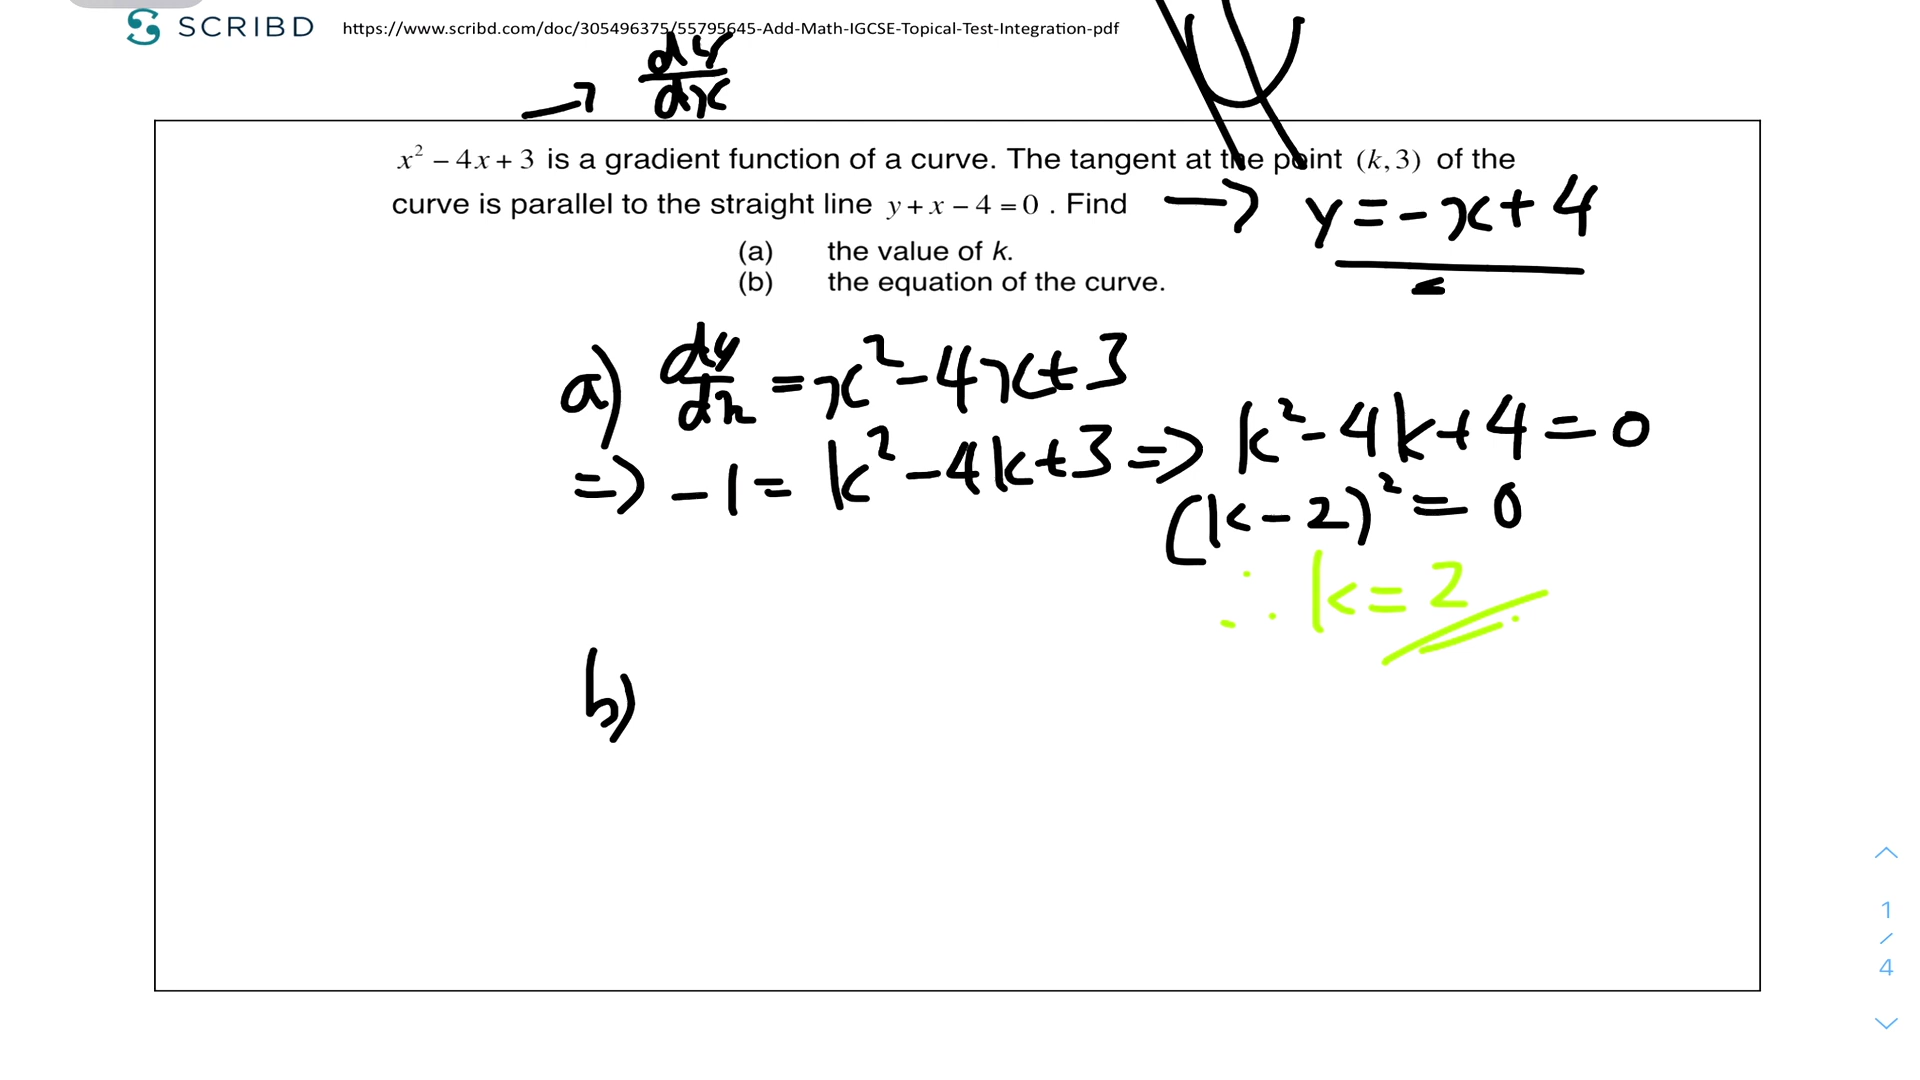 SCRIBD https://www.scribd.com/doc/305496375/55795645-Add-Math-IGCSE-Topical-Test-Integration-pdf
→ dy/dx
x² − 4x + 3 is a gradient function of a curve. The tangent at the point (k, 3) of the
curve is parallel to the straight line y + x − 4 = 0 . Find → y = -x + 4
(a) the value of k.
(b) the equation of the curve.
a) dy/dx = x² - 4x + 3
=> -1 = k² - 4k + 3 => k² - 4k + 4 = 0
(k - 2)² = 0
∴ k = 2
b)
1
/
4